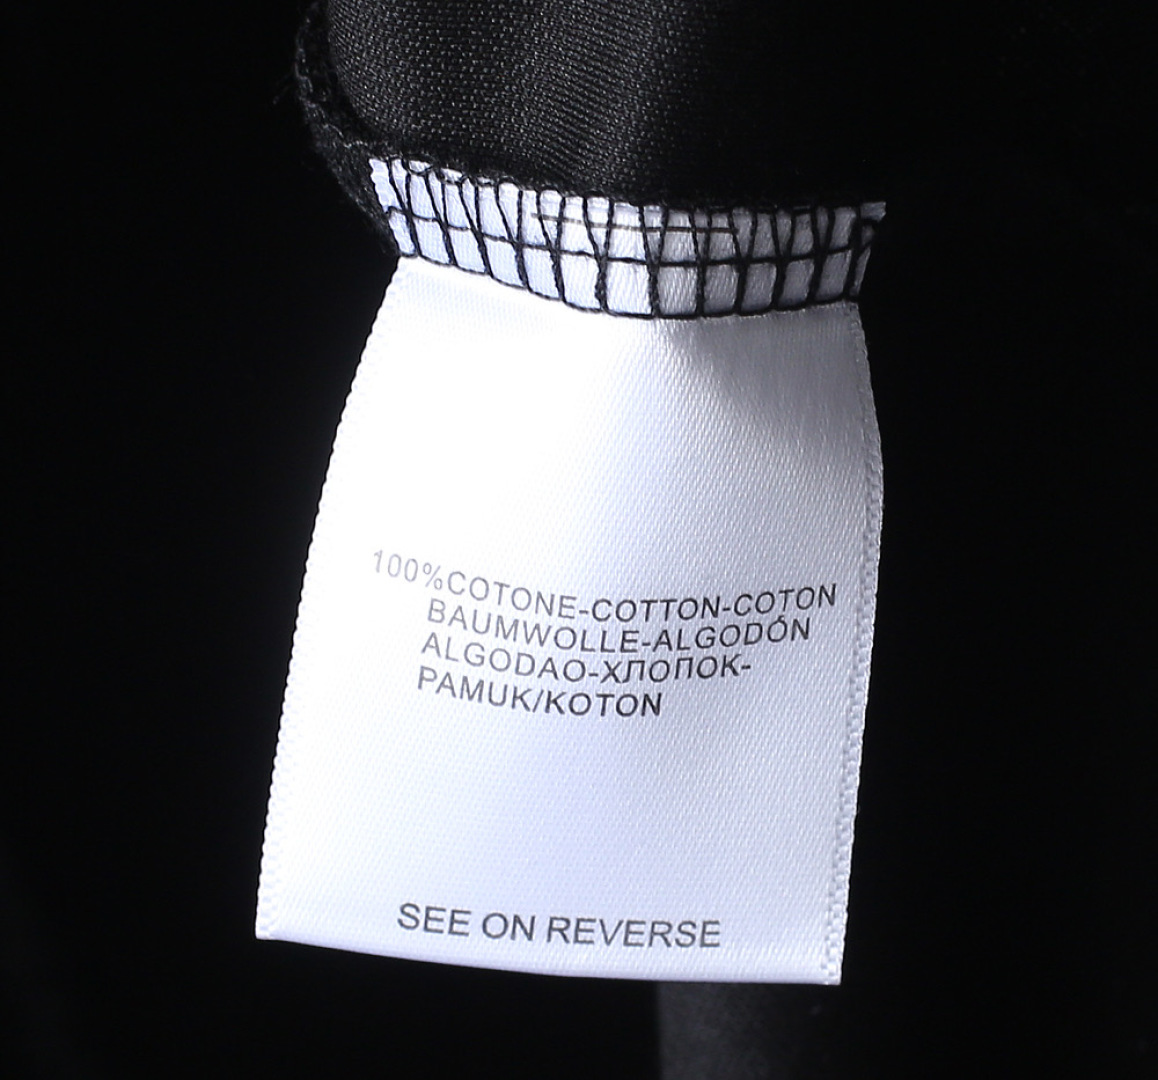 100%COTONE-COTTON-COTON
BAUMWOLLE-ALGODÓN
ALGODAO-ХЛОПОК-
PAMUK/KOTON
SEE ON REVERSE